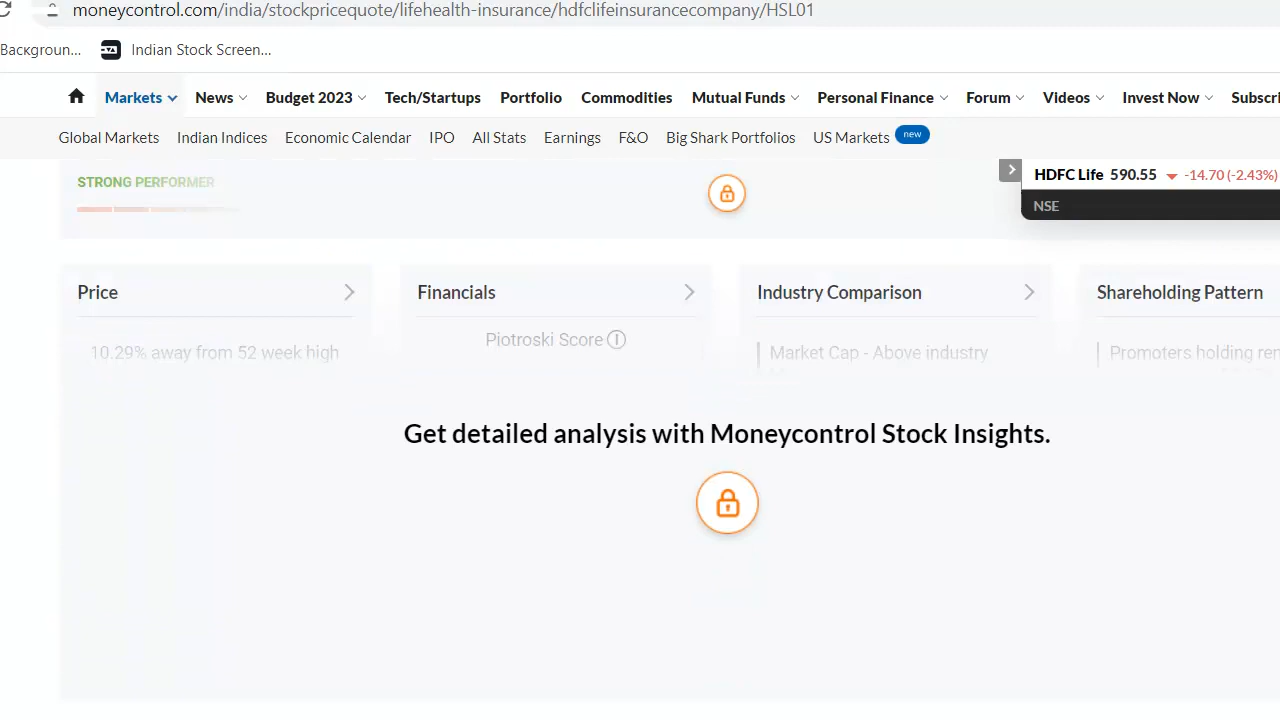 moneycontrol.com/india/stockpricequote/lifehealth-insurance/hdfclifeinsurancecompany/HSL01
Backgroun... Indian Stock Screen...
Markets News Budget 2023 Tech/Startups Portfolio Commodities Mutual Funds Personal Finance Forum Videos Invest Now Subscri
Global Markets Indian Indices Economic Calendar IPO All Stats Earnings F&O Big Shark Portfolios US Markets new
STRONG PERFORMER
HDFC Life 590.55 -14.70 (-2.43%)
NSE
Price Financials Industry Comparison Shareholding Pattern
Piotroski Score
10.29% away from 52 week high Market Cap - Above industry Promoters holding ren
Get detailed analysis with Moneycontrol Stock Insights.